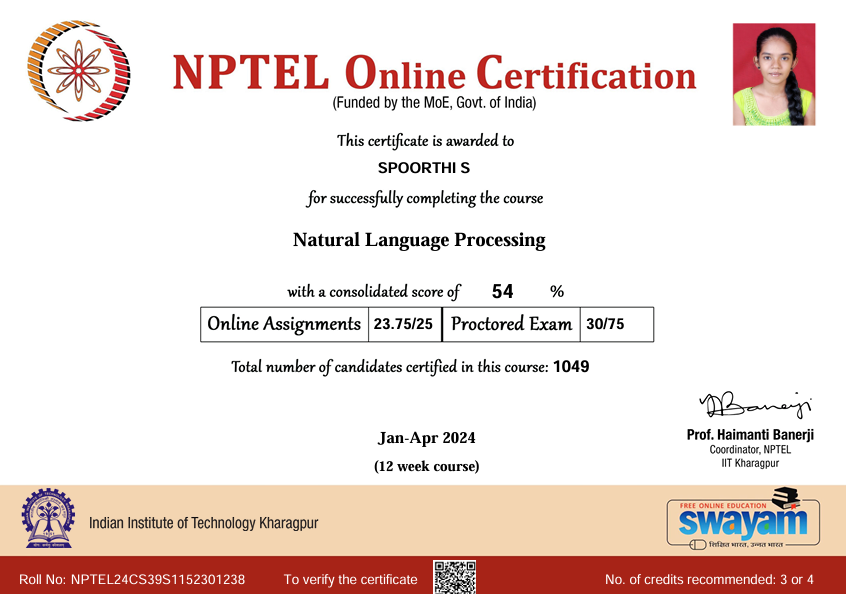 NPTEL Online Certification
(Funded by the MoE, Govt. of India)
This certificate is awarded to
SPOORTHI S
for successfully completing the course
Natural Language Processing
with a consolidated score of 54 %
Online Assignments 23.75/25 Proctored Exam 30/75
Total number of candidates certified in this course: 1049
Jan-Apr 2024
(12 week course)
Prof. Haimanti Banerji
Coordinator, NPTEL
IIT Kharagpur
Indian Institute of Technology Kharagpur
FREE ONLINE EDUCATION
swayam
शिक्षित भारत, उन्नत भारत
Roll No: NPTEL24CS39S1152301238 To verify the certificate No. of credits recommended: 3 or 4